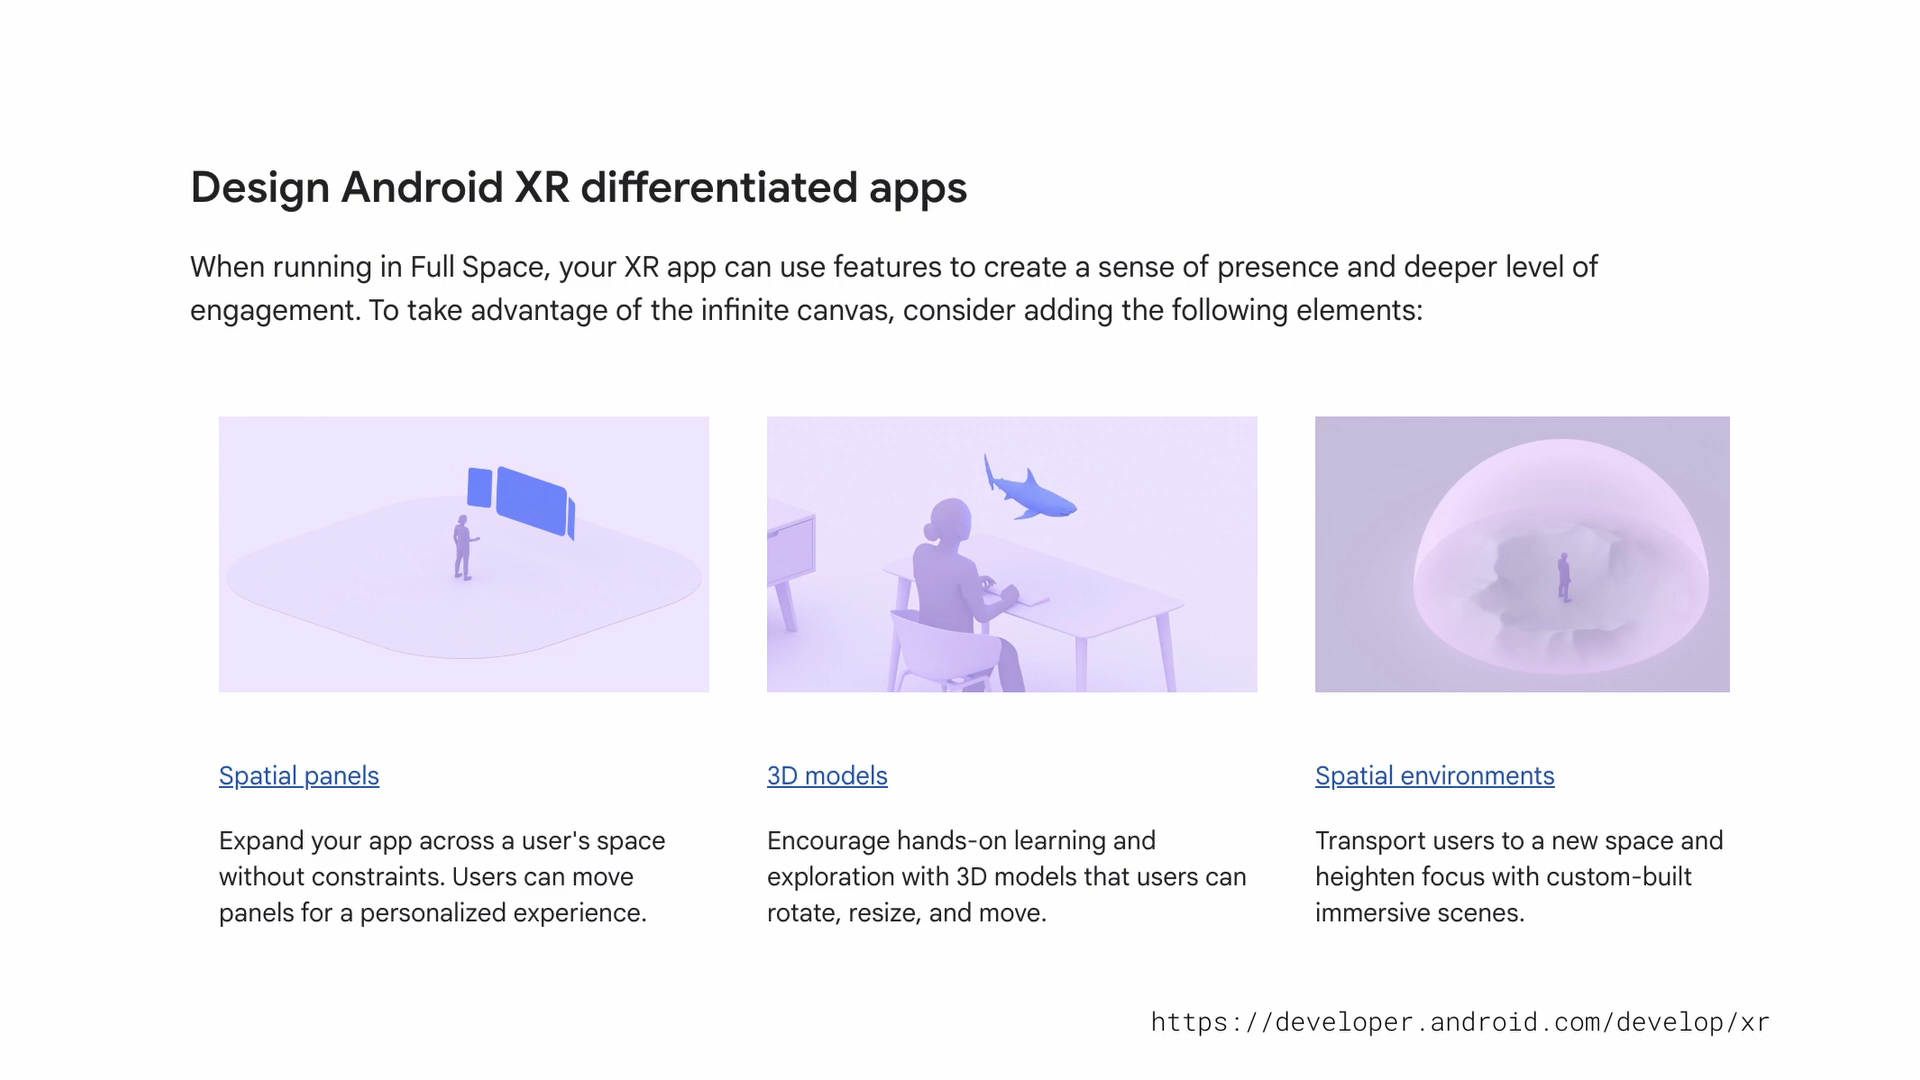 Design Android XR differentiated apps
When running in Full Space, your XR app can use features to create a sense of presence and deeper level of
engagement. To take advantage of the infinite canvas, consider adding the following elements:
Spatial panels
Expand your app across a user's space
without constraints. Users can move
panels for a personalized experience.
3D models
Encourage hands-on learning and
exploration with 3D models that users can
rotate, resize, and move.
Spatial environments
Transport users to a new space and
heighten focus with custom-built
immersive scenes.
https://developer.android.com/develop/xr